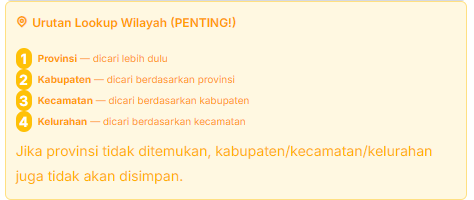 Urutan Lookup Wilayah (PENTING!)
1 Provinsi — dicari lebih dulu
2 Kabupaten — dicari berdasarkan provinsi
3 Kecamatan — dicari berdasarkan kabupaten
4 Kelurahan — dicari berdasarkan kecamatan
Jika provinsi tidak ditemukan, kabupaten/kecamatan/kelurahan
juga tidak akan disimpan.